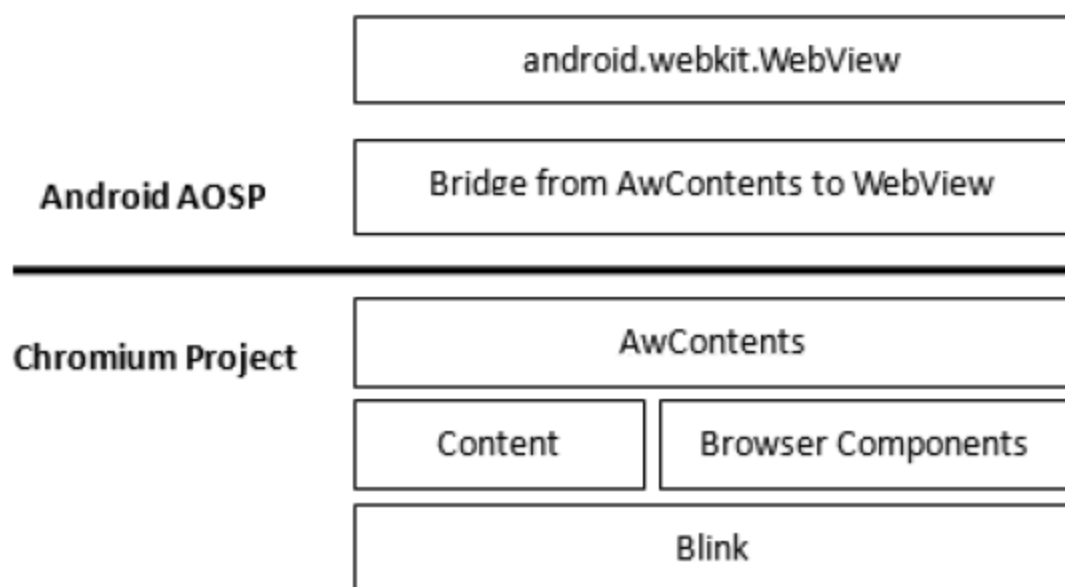 android.webkit.WebView
Bridge from AwContents to WebView
Android AOSP
AwContents
Chromium Project
Content
Browser Components
Blink